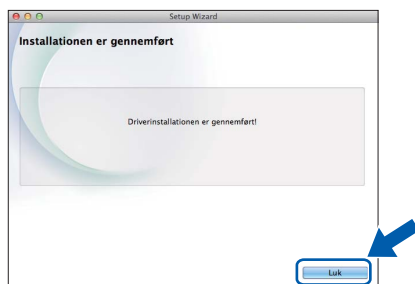 Setup Wizard
Installationen er gennemført
Driverinstallationen er gennemført!
Luk